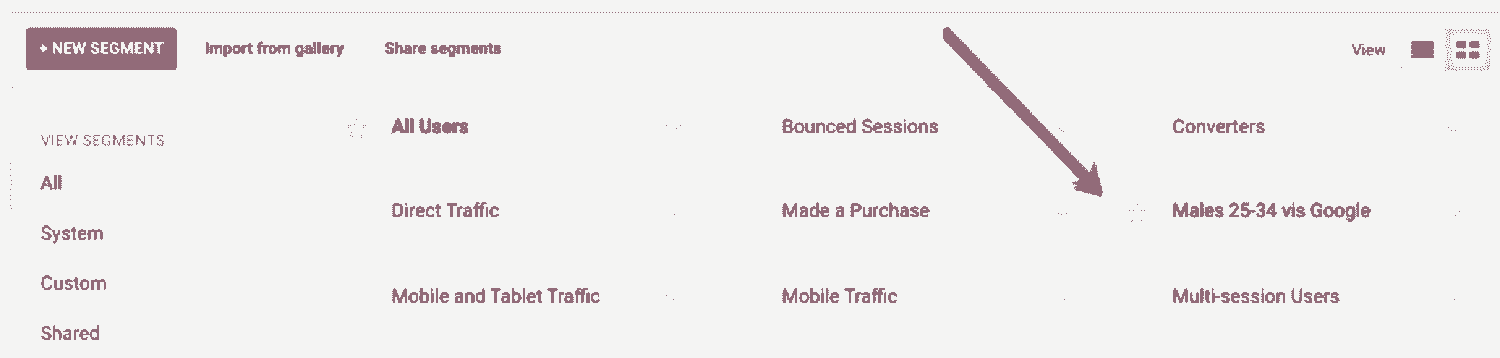 + NEW SEGMENT Import from gallery Share segments View
VIEW SEGMENTS
All
System
Custom
Shared
All Users Bounced Sessions Converters
Direct Traffic Made a Purchase Males 25-34 vis Google
Mobile and Tablet Traffic Mobile Traffic Multi-session Users